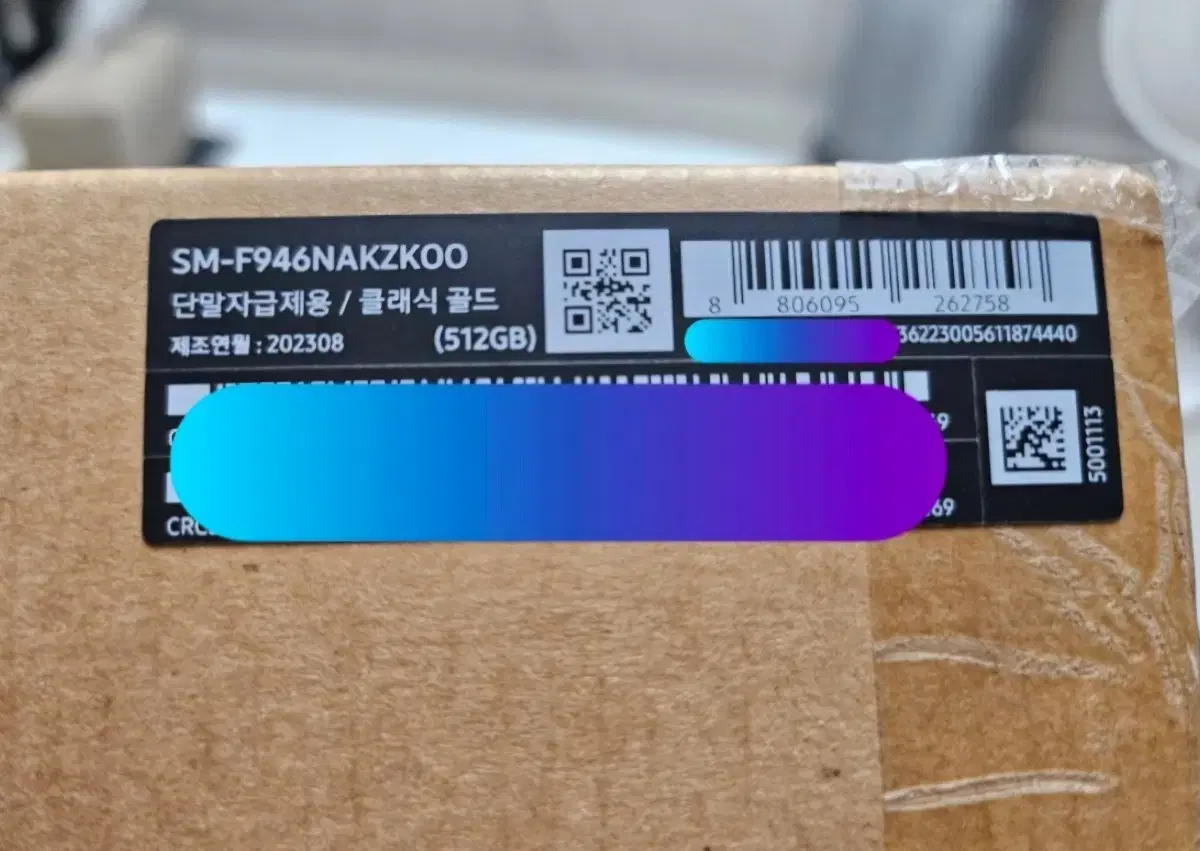 SM-F946NAKZKOO
단말자급제용 / 클래식 골드
제조연월 : 202308
(512GB)
8 806095 262758
36223005611874440
5001113